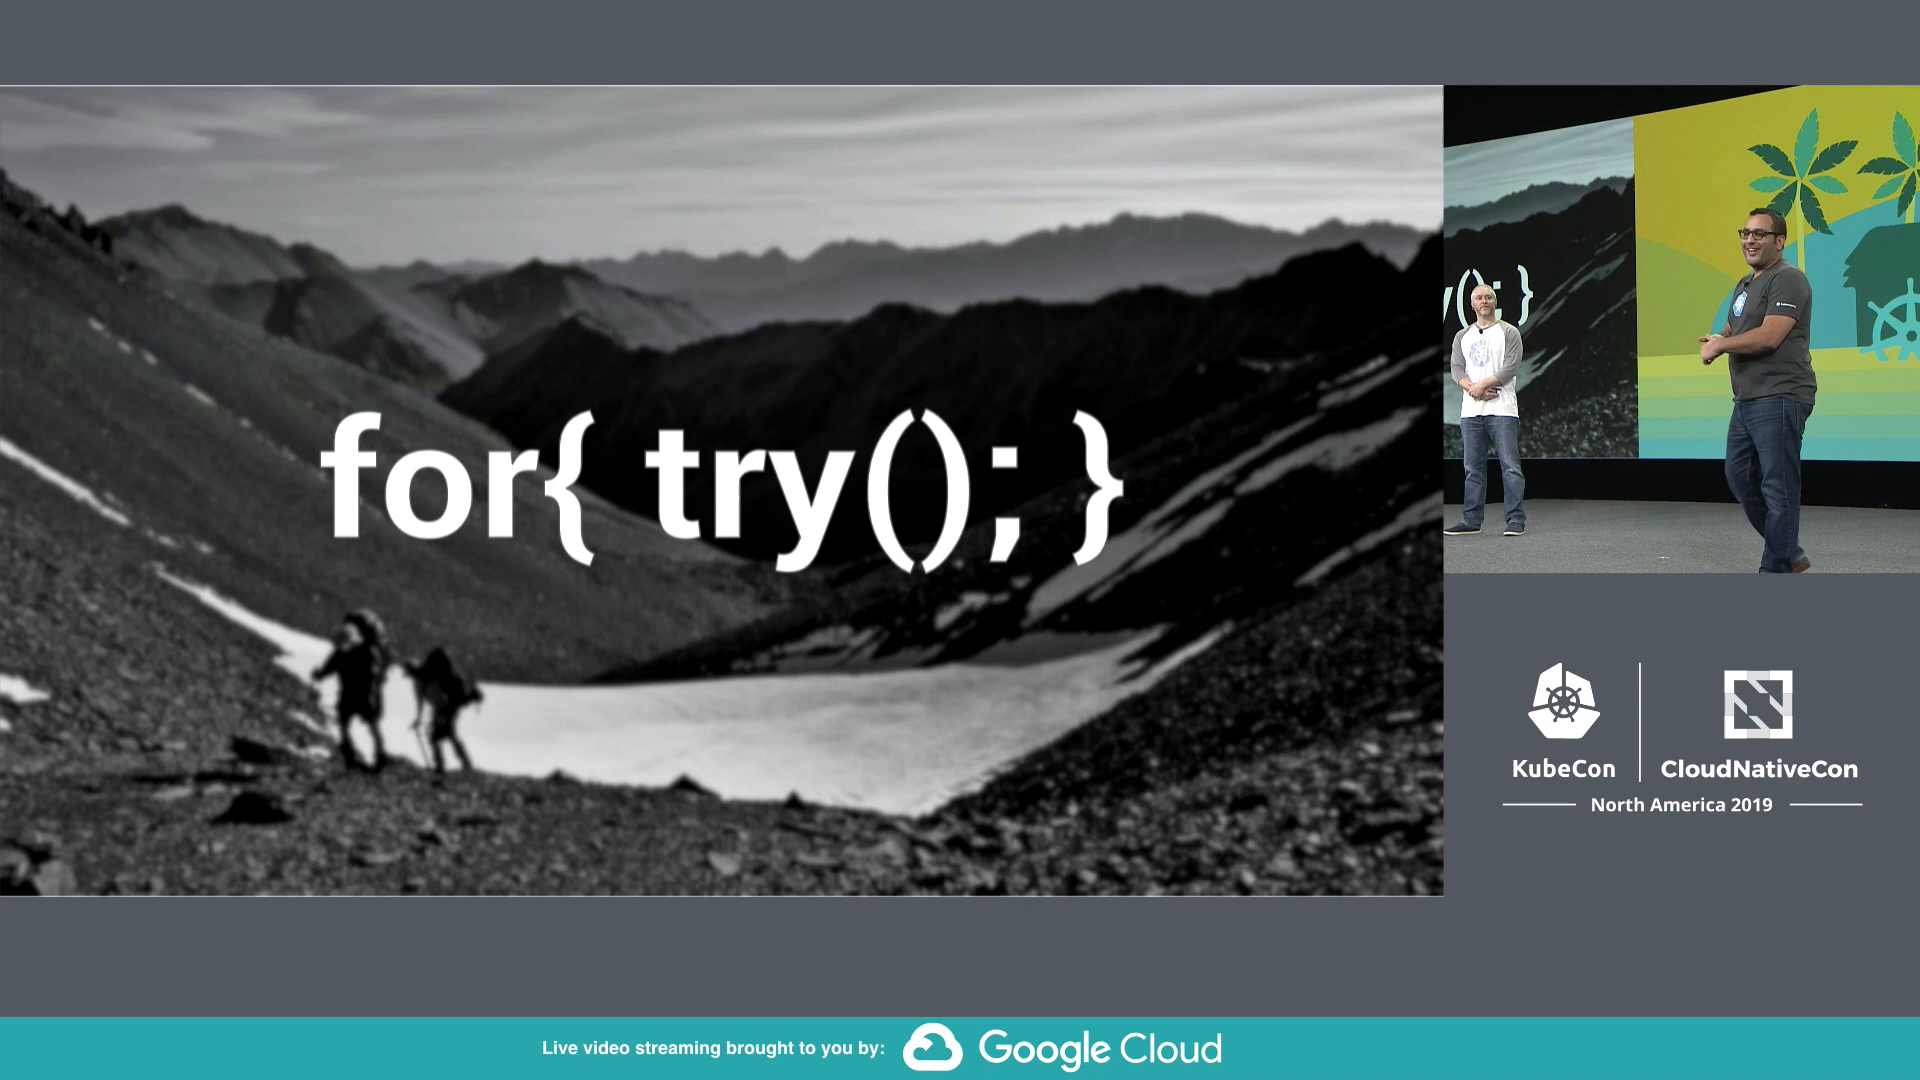 for{ try(); }
y(); }
KubeCon
CloudNativeCon
North America 2019
Live video streaming brought to you by:
Google Cloud